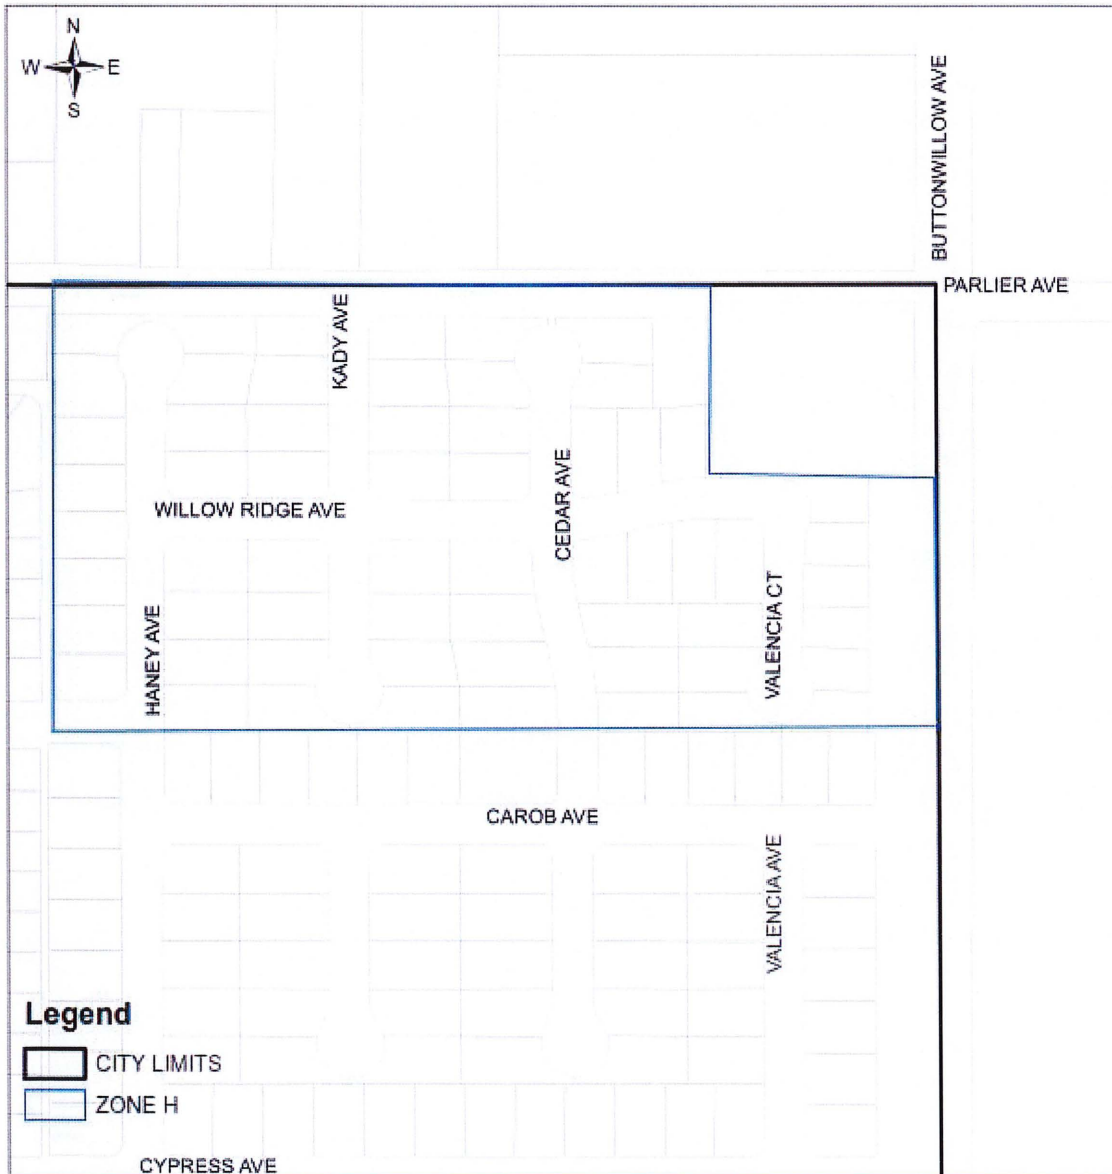 N
W E
S
BUTTONWILLOW AVE
PARLIER AVE
KADY AVE
CEDAR AVE
WILLOW RIDGE AVE
VALENCIA CT
HANEY AVE
CAROB AVE
VALENCIA AVE
Legend
CITY LIMITS
ZONE H
CYPRESS AVE